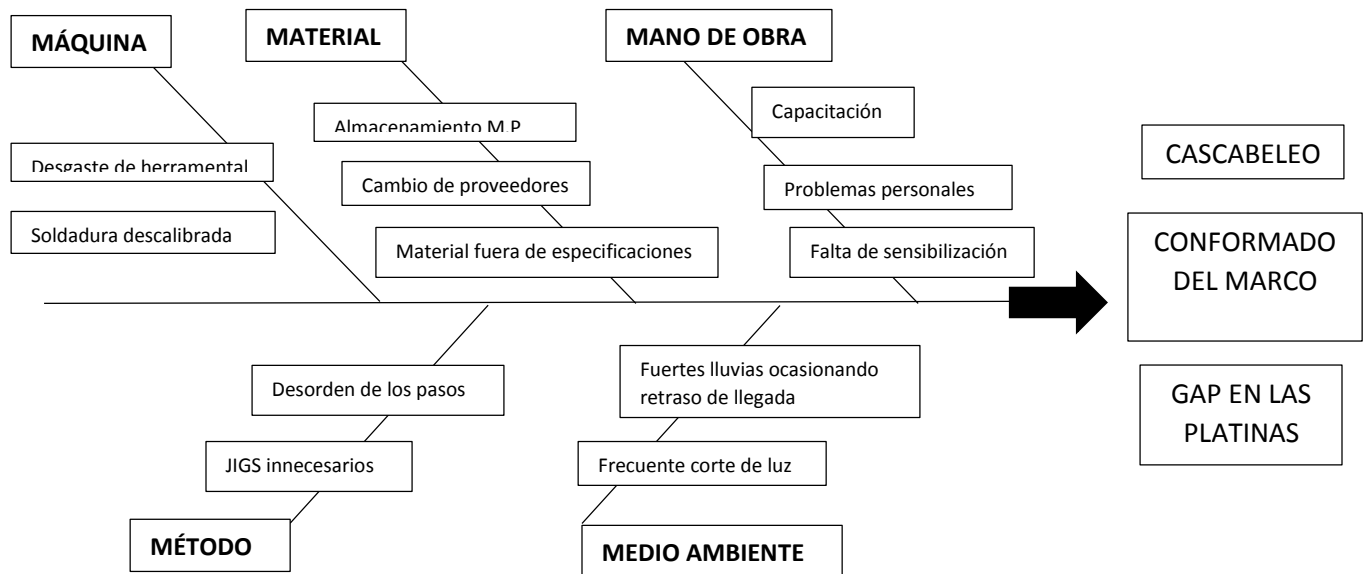 MÁQUINA
MATERIAL
MANO DE OBRA
Capacitación
Almacenamiento M.P
CASCABELEO
Desgaste de herramental
Cambio de proveedores
Problemas personales
Soldadura descalibrada
Material fuera de especificaciones
Falta de sensibilización
CONFORMADO
DEL MARCO
Desorden de los pasos
Fuertes lluvias ocasionando
retraso de llegada
GAP EN LAS
PLATINAS
JIGS innecesarios
Frecuente corte de luz
MÉTODO
MEDIO AMBIENTE